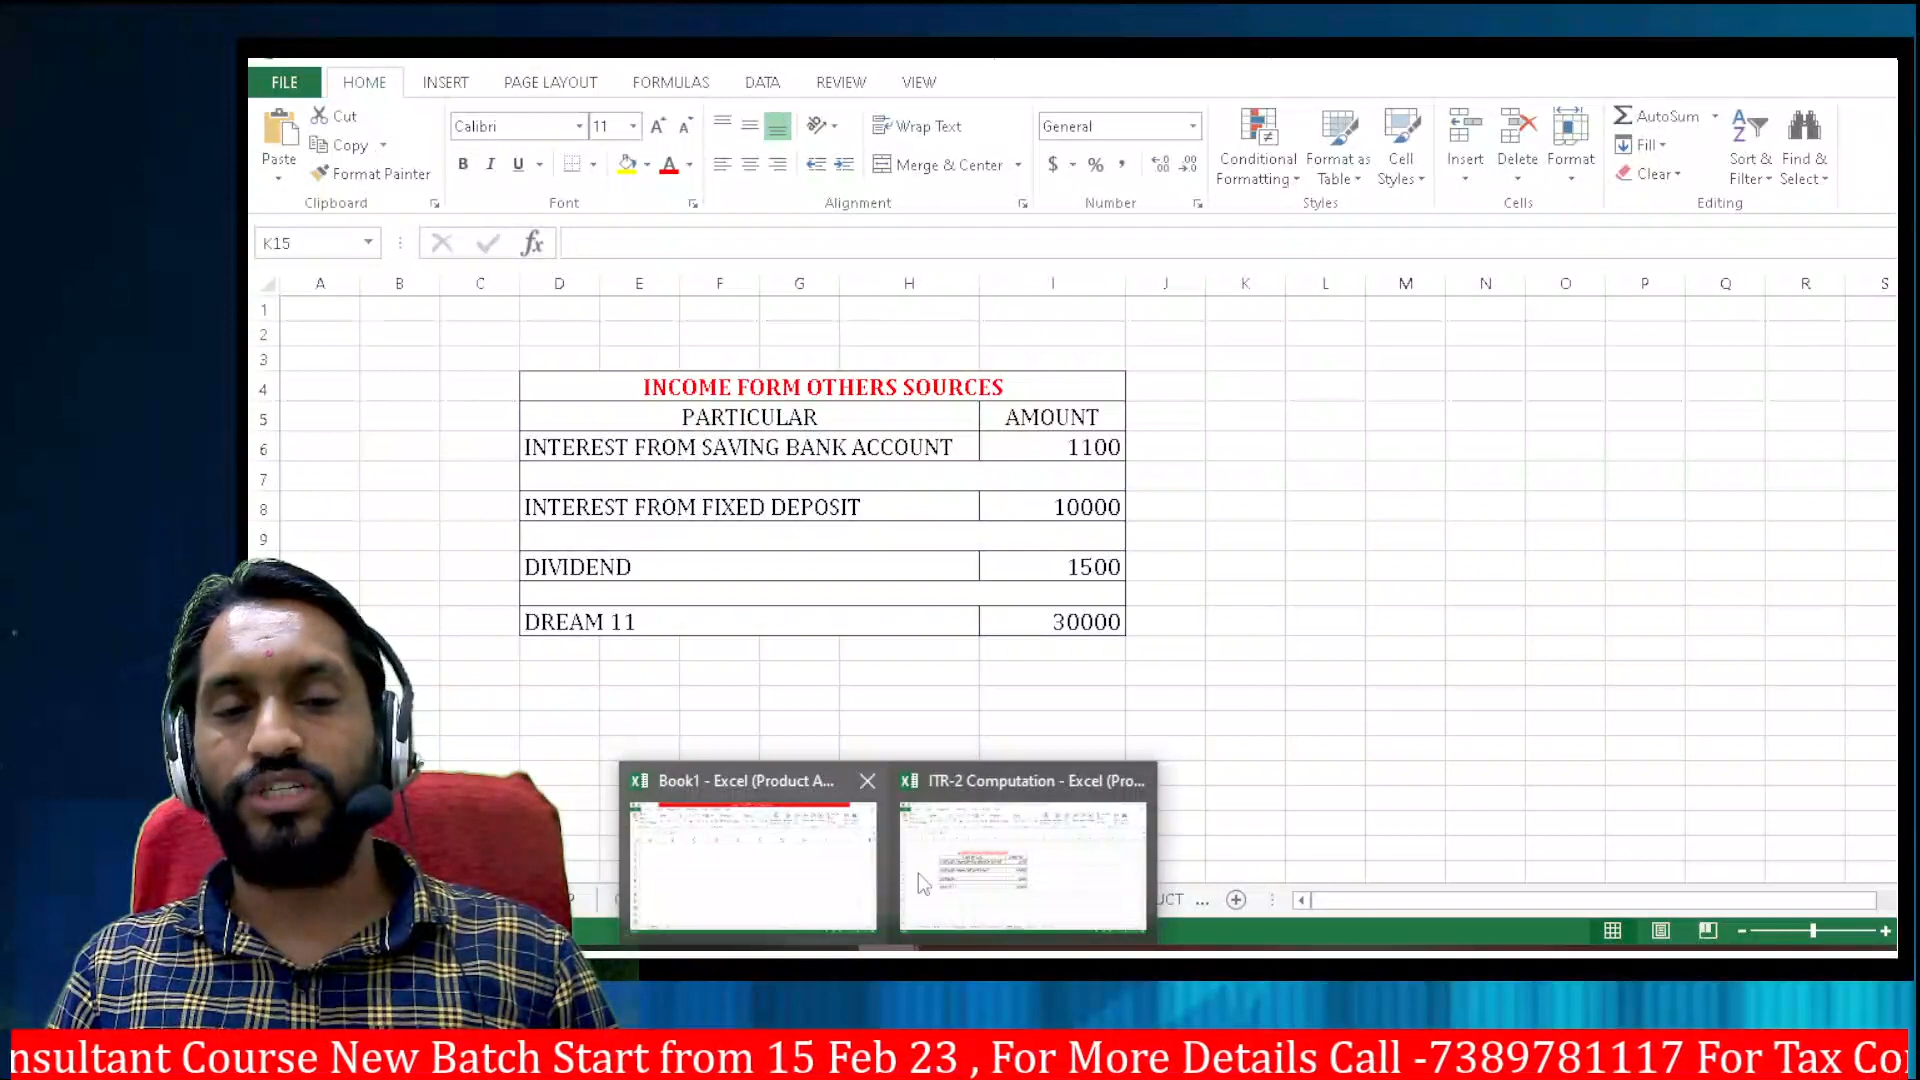 FILE HOME INSERT PAGE LAYOUT FORMULAS DATA REVIEW VIEW
Paste Cut Copy Format Painter Clipboard
Calibri 11 B I U Font
Wrap Text Merge & Center Alignment
General $ % Number
Conditional Formatting Format as Table Cell Styles Styles
Insert Delete Format Cells
AutoSum Fill Clear Sort & Filter Find & Select Editing
K15 fx
A B C D E F G H I J K L M N O P Q R S
1
2
3
4 INCOME FORM OTHERS SOURCES
5 PARTICULAR AMOUNT
6 INTEREST FROM SAVING BANK ACCOUNT 1100
7
8 INTEREST FROM FIXED DEPOSIT 10000
9
DIVIDEND 1500
DREAM 11 30000
Book1 - Excel (Product A... ITR-2 Computation - Excel (Pro...
UCT ...
nsultant Course New Batch Start from 15 Feb 23 , For More Details Call -7389781117 For Tax Co